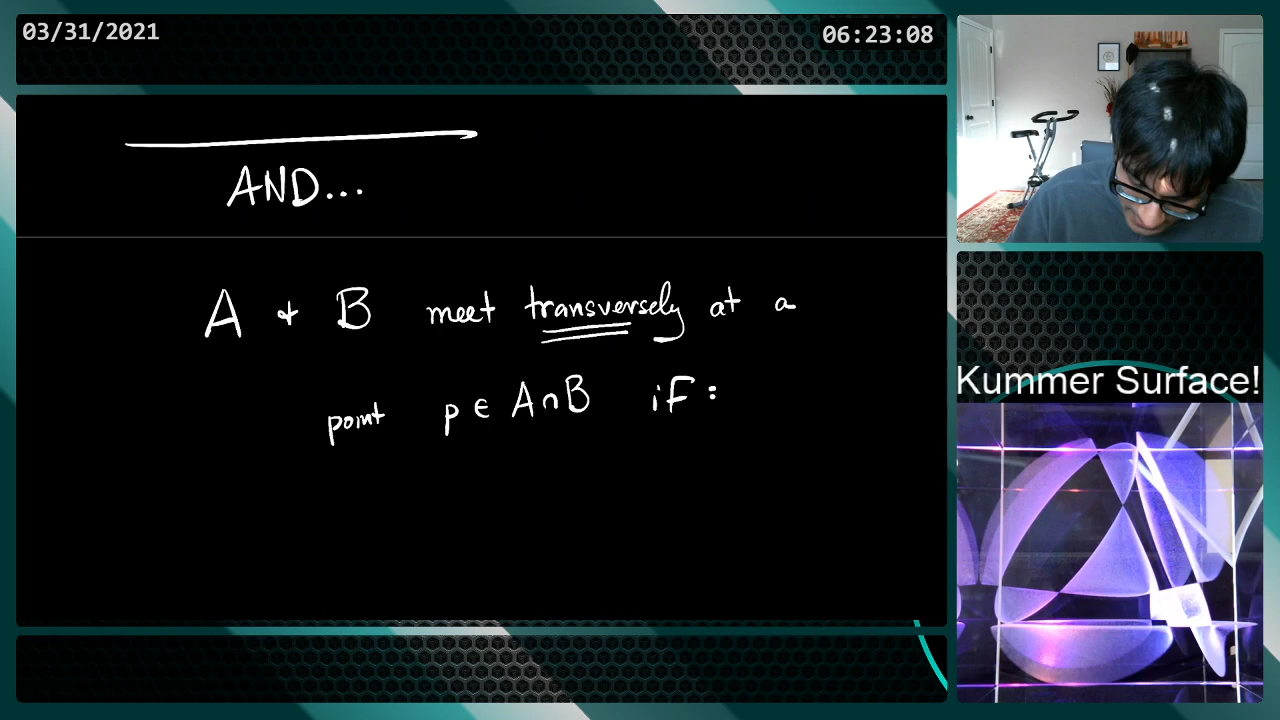 03/31/2021
06:23:08
AND...
A + B meet transversely at a
point p ∈ A∩B iF:
Kummer Surface!